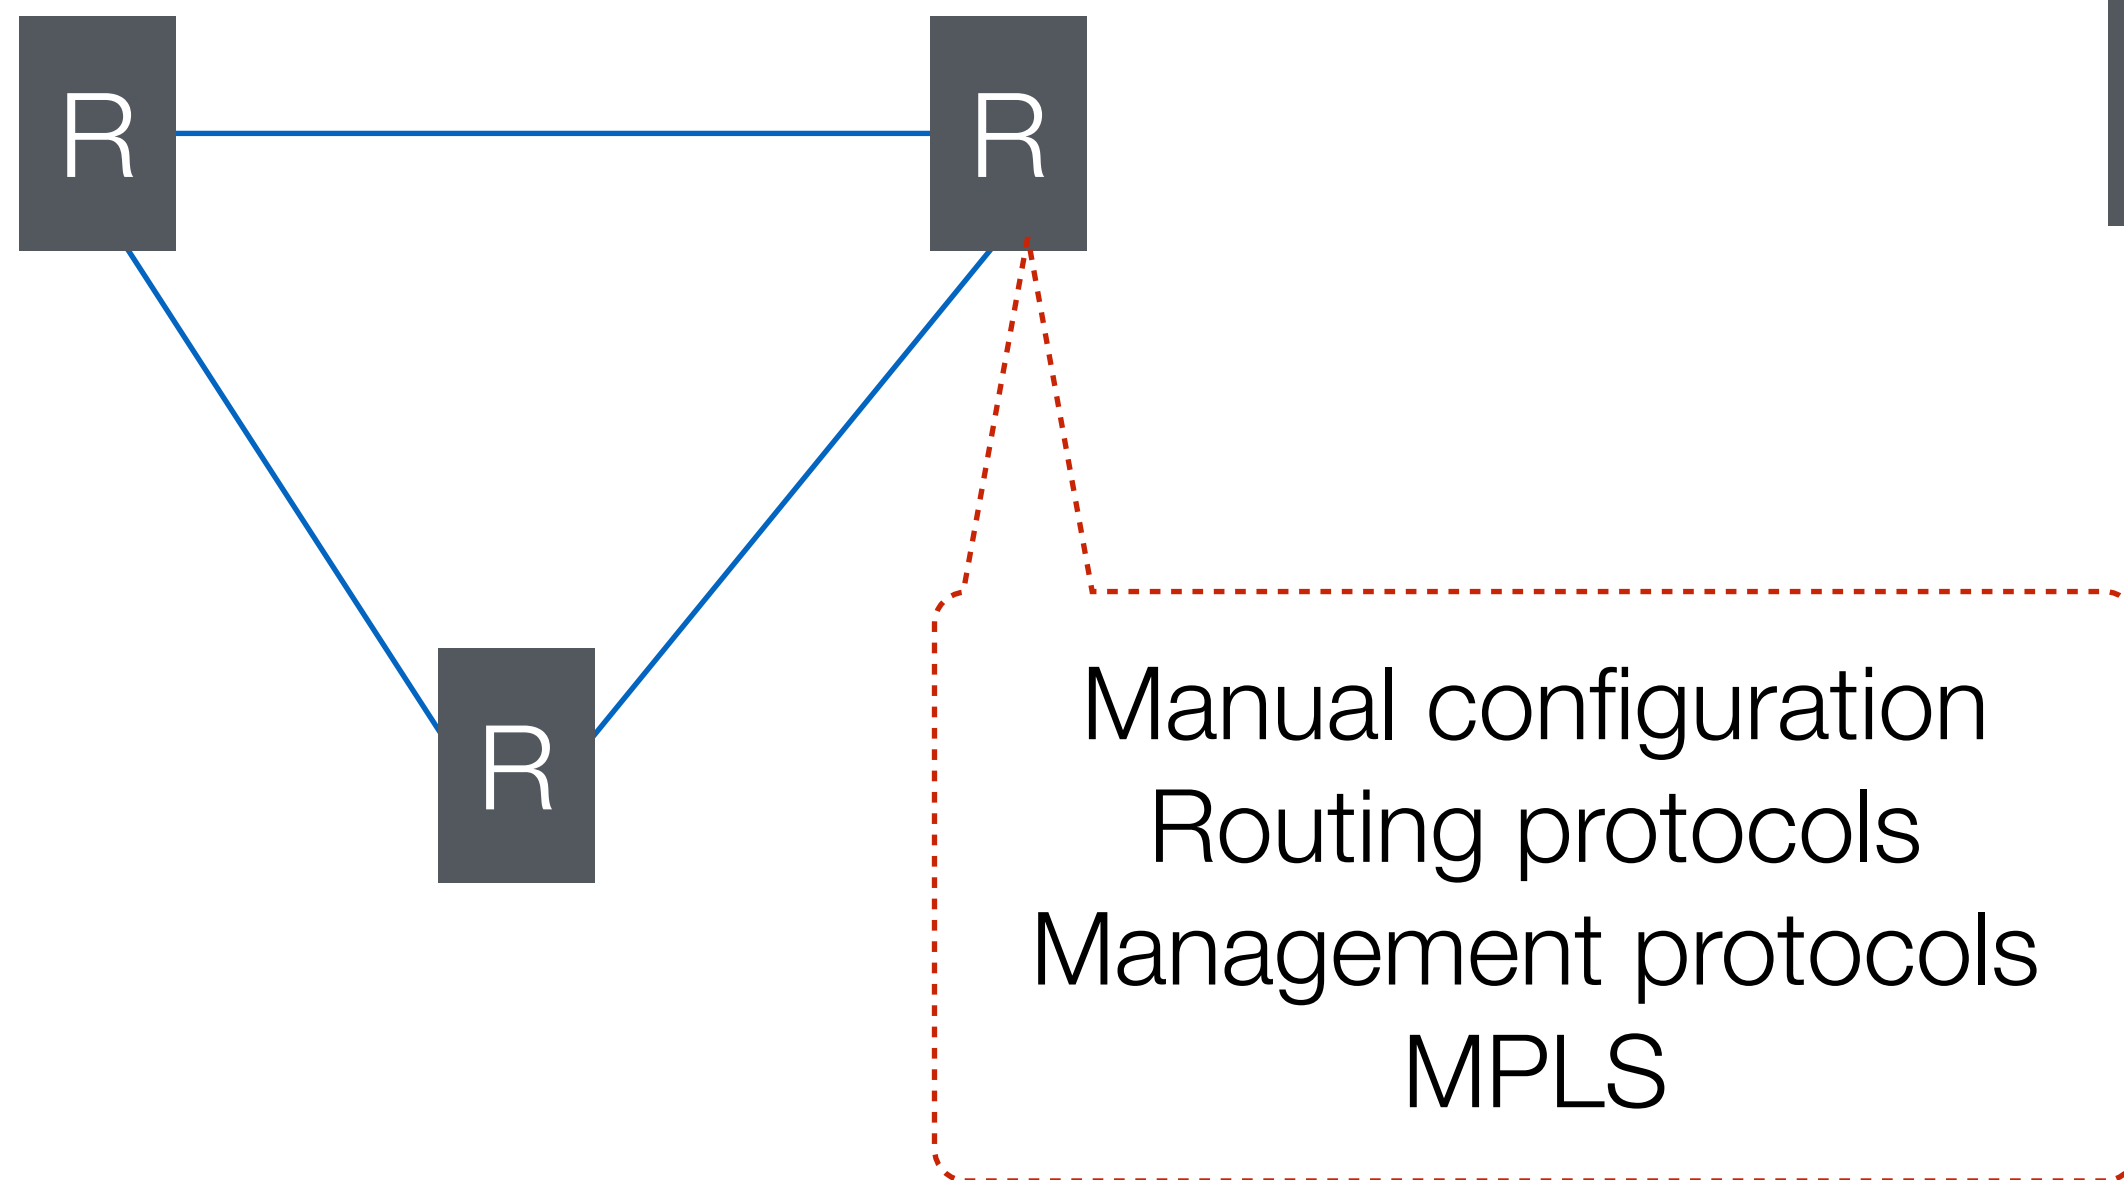 R
R
R
Manual configuration
Routing protocols
Management protocols
MPLS